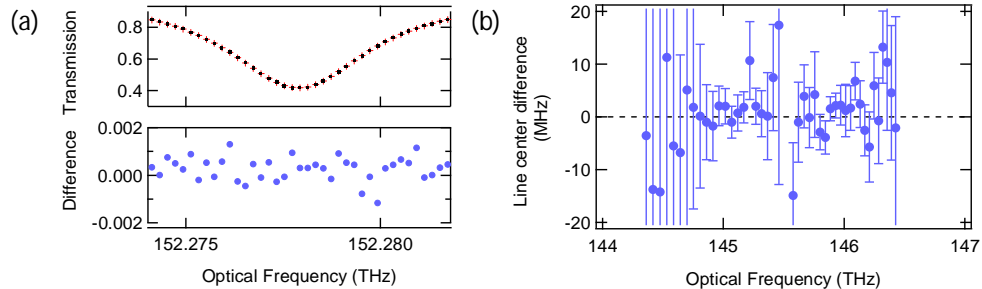 (a)
Transmission
0.8
0.6
0.4
Difference
0.002
0.000
-0.002
152.275
152.280
Optical Frequency (THz)
(b)
Line center difference
(MHz)
20
10
0
-10
-20
144
145
146
147
Optical Frequency (THz)